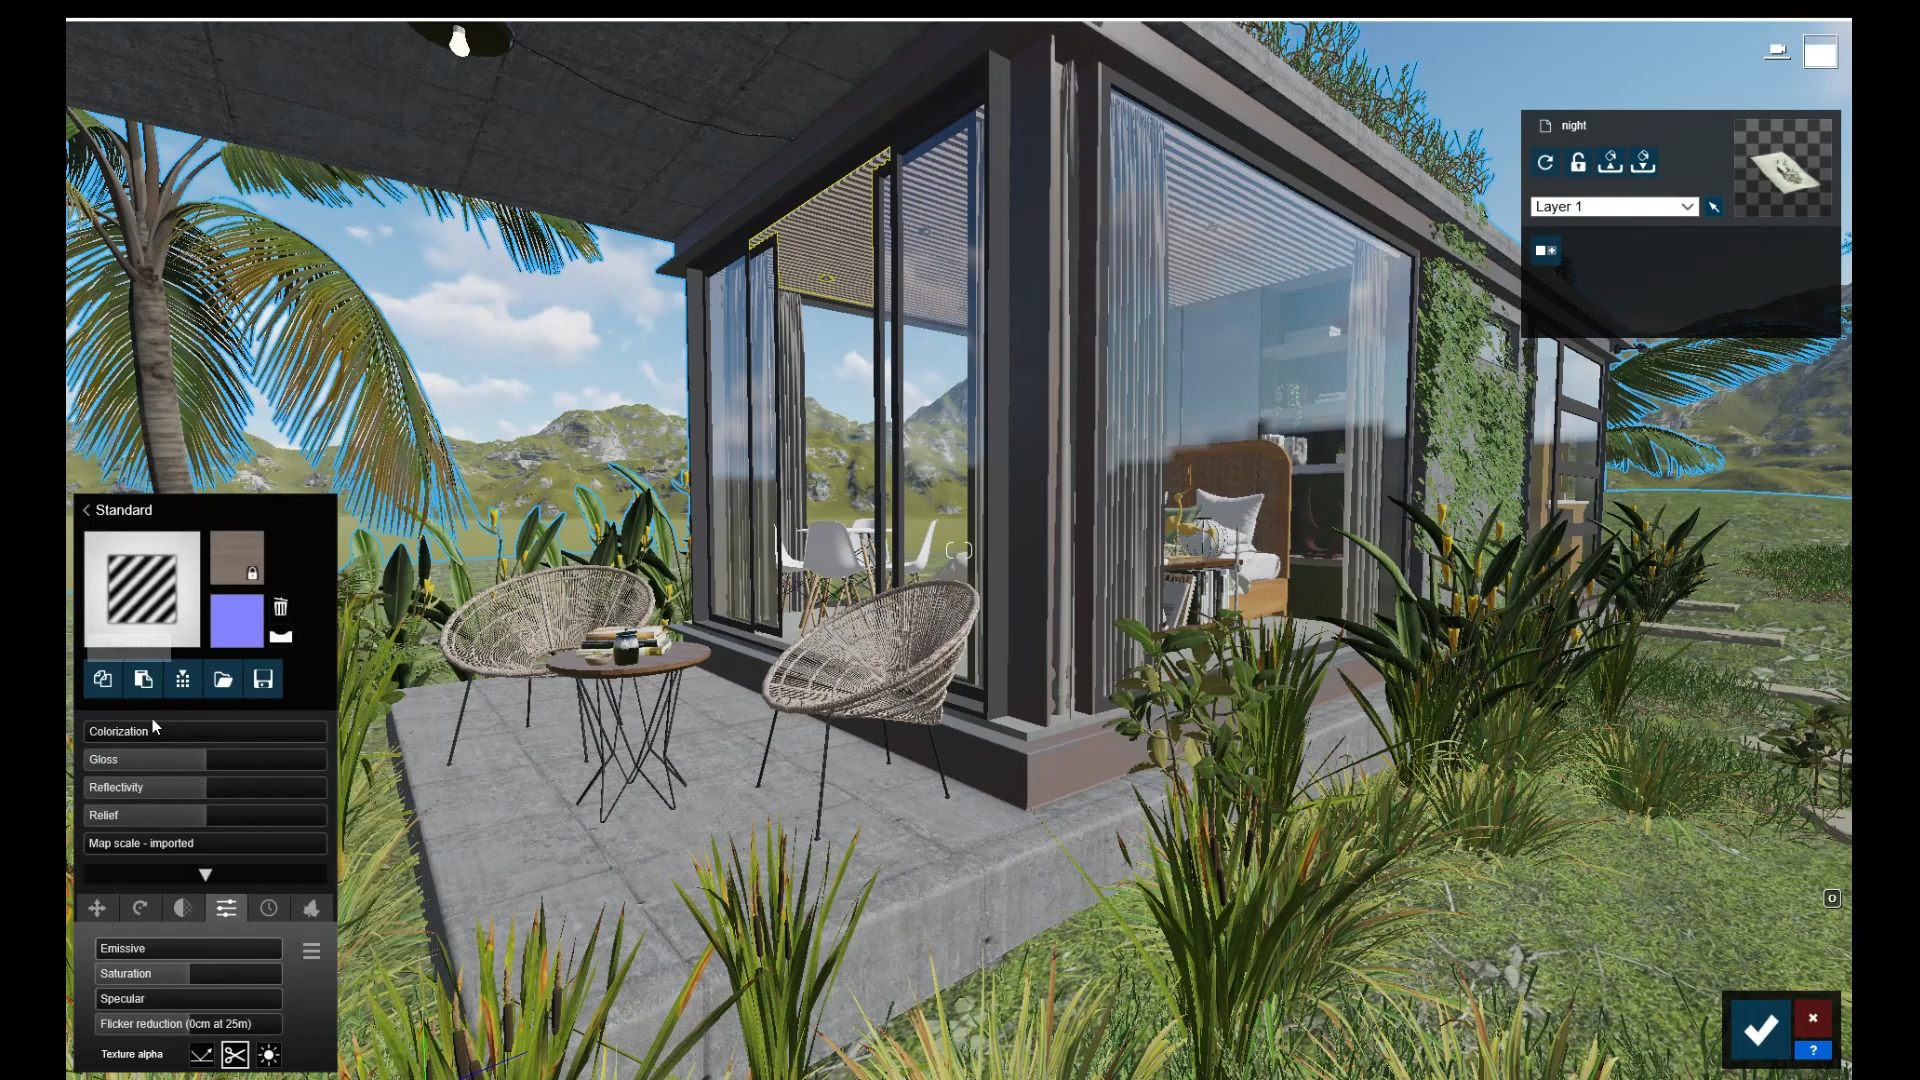 night
Layer 1
Standard
Colorization
Gloss
Reflectivity
Relief
Map scale - imported
Emissive
Saturation
Specular
Flicker reduction (0cm at 25m)
Texture alpha
O
?